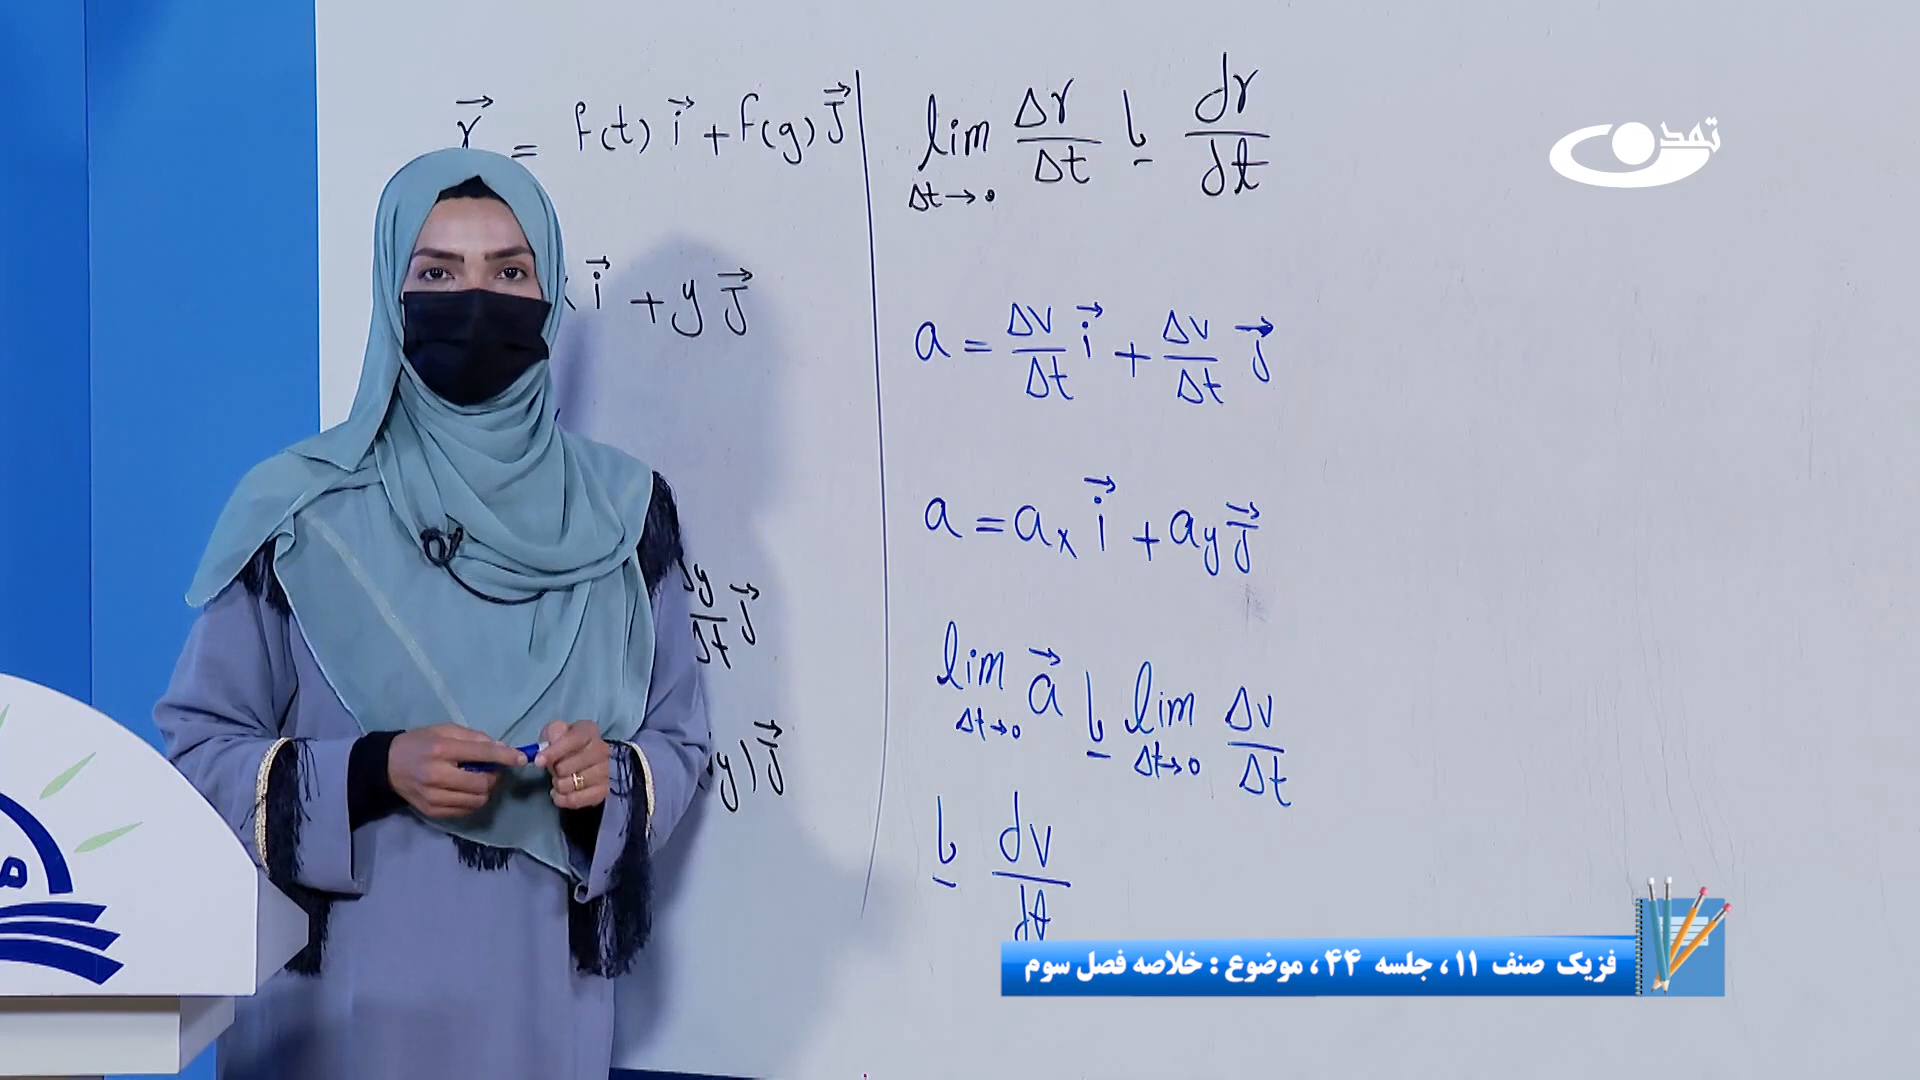 r⃗ = f(t) i⃗ + f(g) j⃗
i⃗ + y j⃗
j⃗
y) j⃗
lim Δt→0 Δr/Δt یا dr/dt
a = Δv/Δt i⃗ + Δv/Δt j⃗
a = ax i⃗ + ay j⃗
lim Δt→0 a⃗ یا lim Δt→0 Δv/Δt
یا dv/dt
تمدن
فزیک صنف ۱۱، جلسه ۴۴، موضوع : خلاصه فصل سوم